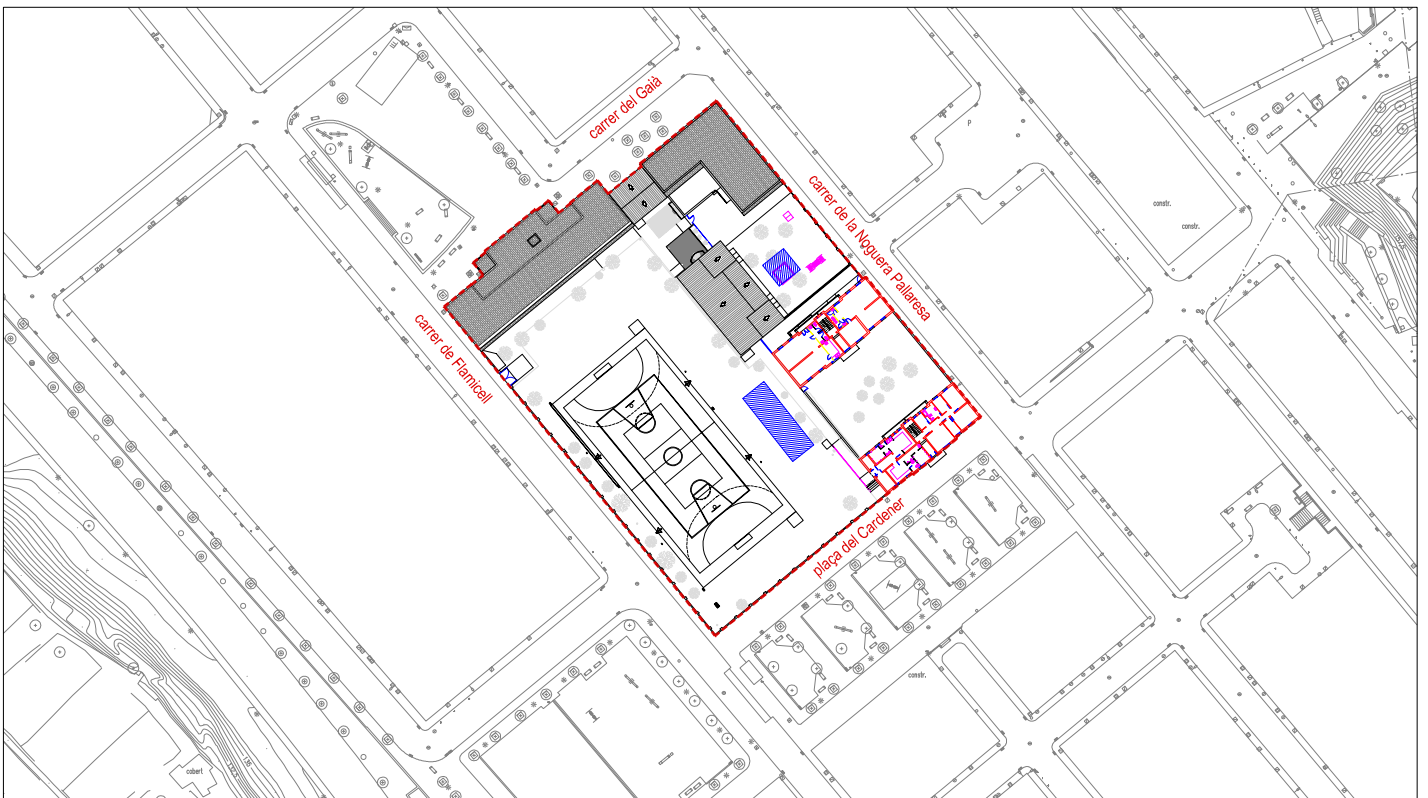 carrer del Gaià
carrer de la Noguera Pallaresa
carrer de Flamicell
plaça del Cardener
P
constr.
constr.
constr.
cobert